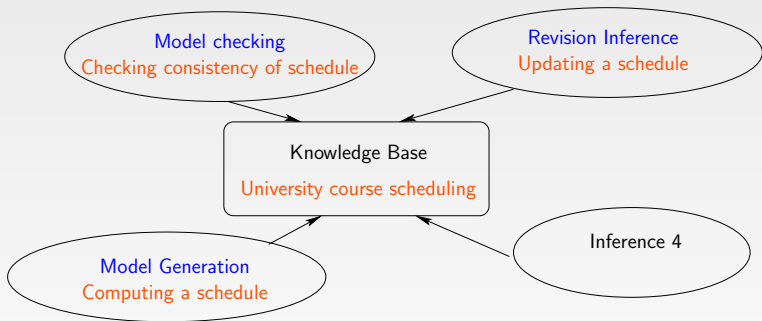 Model checking
Checking consistency of schedule
Revision Inference
Updating a schedule
Knowledge Base
University course scheduling
Model Generation
Computing a schedule
Inference 4